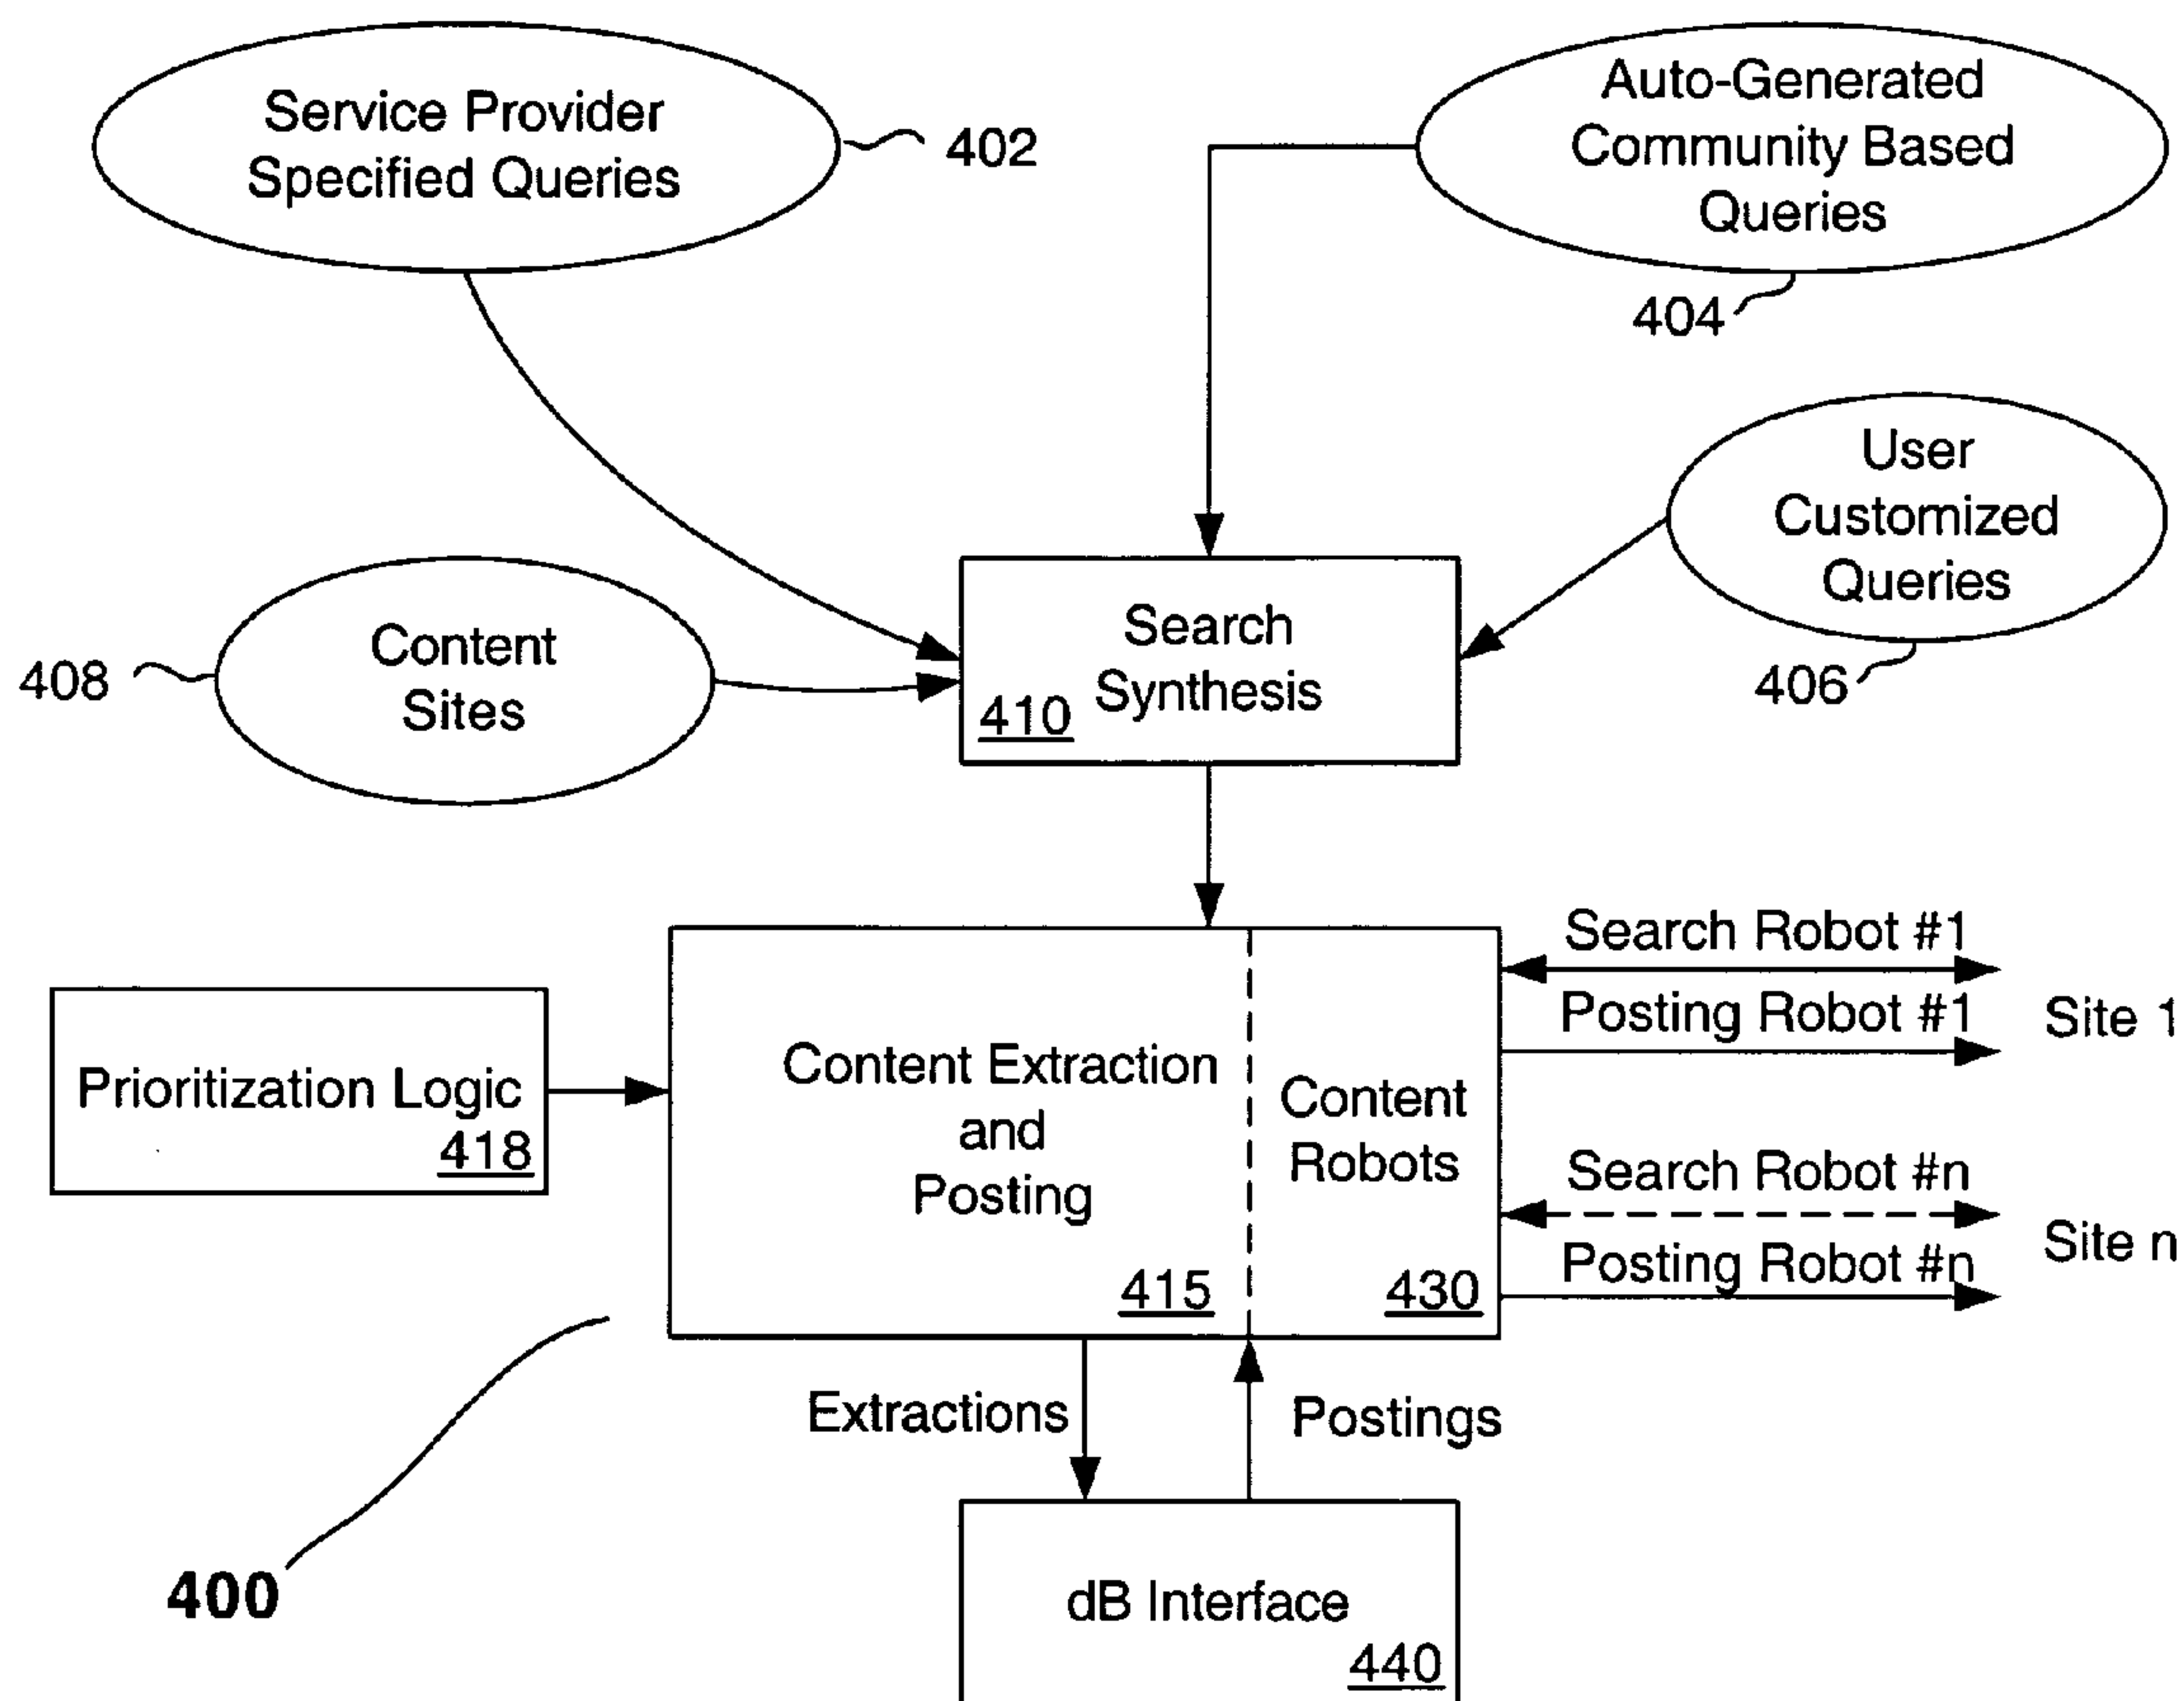 Service Provider
Specified Queries
402
Auto-Generated
Community Based
Queries
404
User
Customized
Queries
406
Content
Sites
408
Search
Synthesis
410
Prioritization Logic
418
Content Extraction
and
Posting
415
Content
Robots
430
Search Robot #1
Posting Robot #1
Site 1
Search Robot #n
Posting Robot #n
Site n
Extractions
Postings
400
dB Interface
440